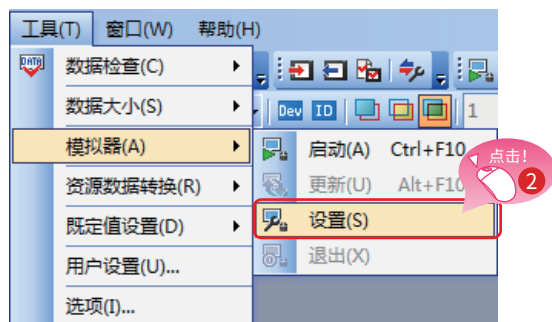 工具(T) 窗口(W) 帮助(H)
DATA 数据检查(C)
数据大小(S)
Dev ID 1
模拟器(A)
启动(A) Ctrl+F10
点击!
2
资源数据转换(R)
更新(U) Alt+F10
既定值设置(D)
设置(S)
用户设置(U)...
退出(X)
选项(I)...